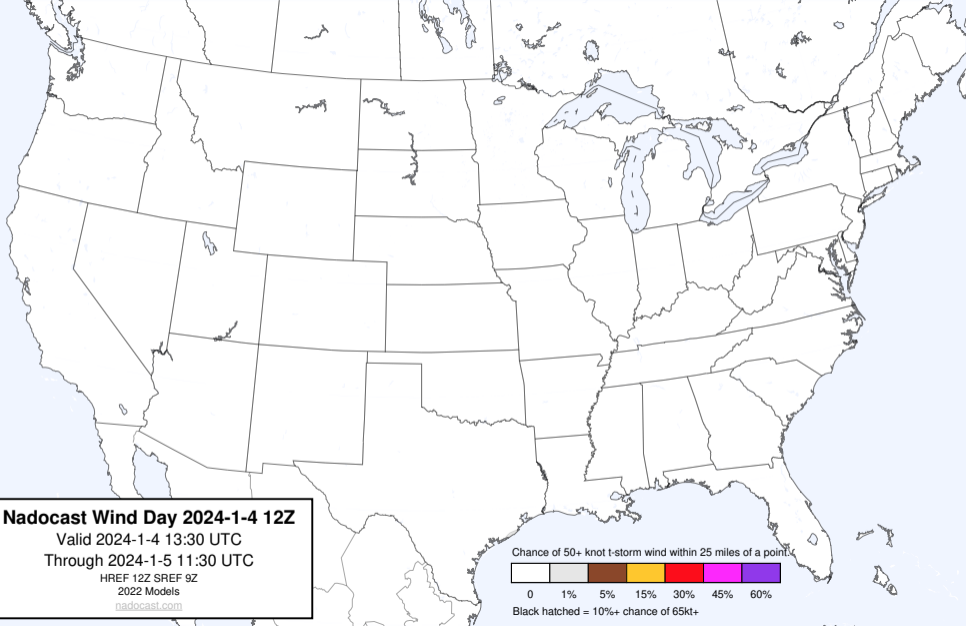 Nadocast Wind Day 2024-1-4 12Z
Valid 2024-1-4 13:30 UTC
Through 2024-1-5 11:30 UTC
HREF 12Z SREF 9Z
2022 Models
nadocast.com
Chance of 50+ knot t-storm wind within 25 miles of a point.
0 1% 5% 15% 30% 45% 60%
Black hatched = 10%+ chance of 65kt+